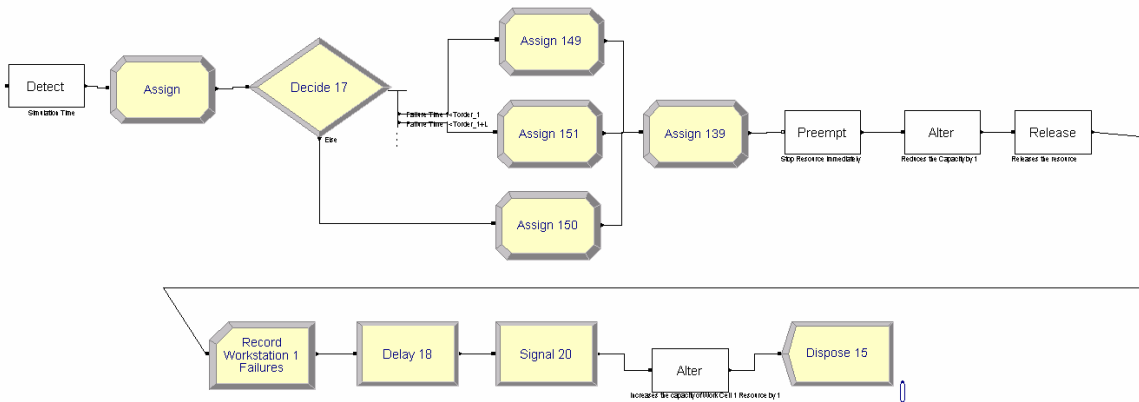 Detect
Simulation Time
Assign
Decide 17
Failure Time <=Torder_1
Failure Time <=Torder_1+L
Else
Assign 149
Assign 151
Assign 150
Assign 139
Preempt
Stop Resource Immediately
Alter
Reduces the Capacity by 1
Release
Releases the resource
Record
Workstation 1
Failures
Delay 18
Signal 20
Alter
Increases the capacity of Work Cell 1 Resource by 1
Dispose 15